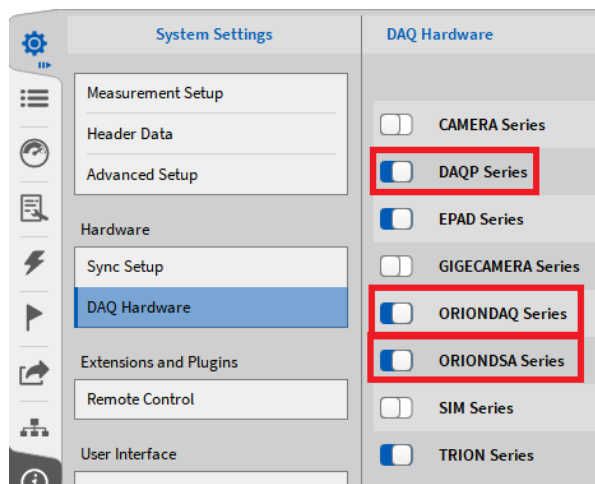 System Settings
Measurement Setup
Header Data
Advanced Setup
Hardware
Sync Setup
DAQ Hardware
Extensions and Plugins
Remote Control
User Interface
DAQ Hardware
CAMERA Series
DAQP Series
EPAD Series
GIGECAMERA Series
ORIONDAQ Series
ORIONDSA Series
SIM Series
TRION Series